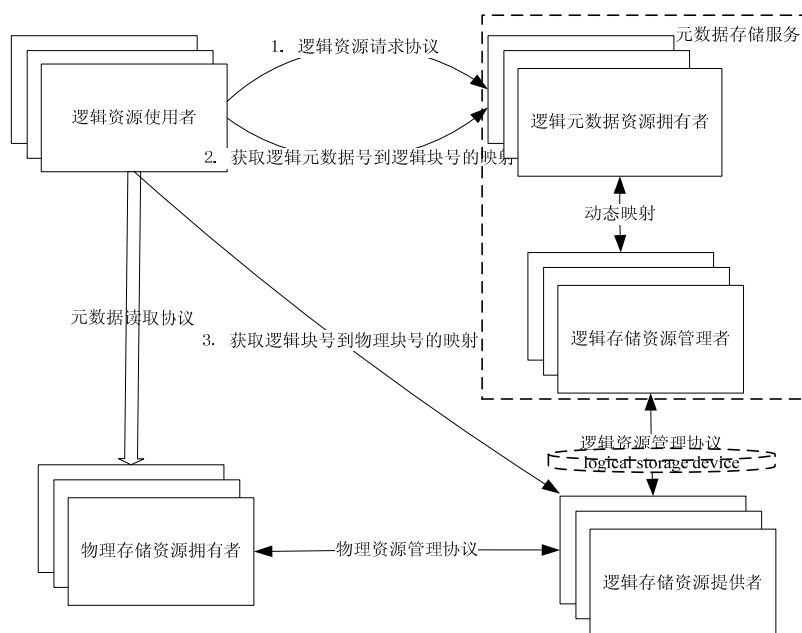 1. 逻辑资源请求协议
元数据存储服务
逻辑资源使用者
逻辑元数据资源拥有者
2. 获取逻辑元数据号到逻辑块号的映射
动态映射
元数据读取协议
3. 获取逻辑块号到物理块号的映射
逻辑存储资源管理者
逻辑资源管理协议
logical storage device
物理存储资源拥有者
物理资源管理协议
逻辑存储资源提供者